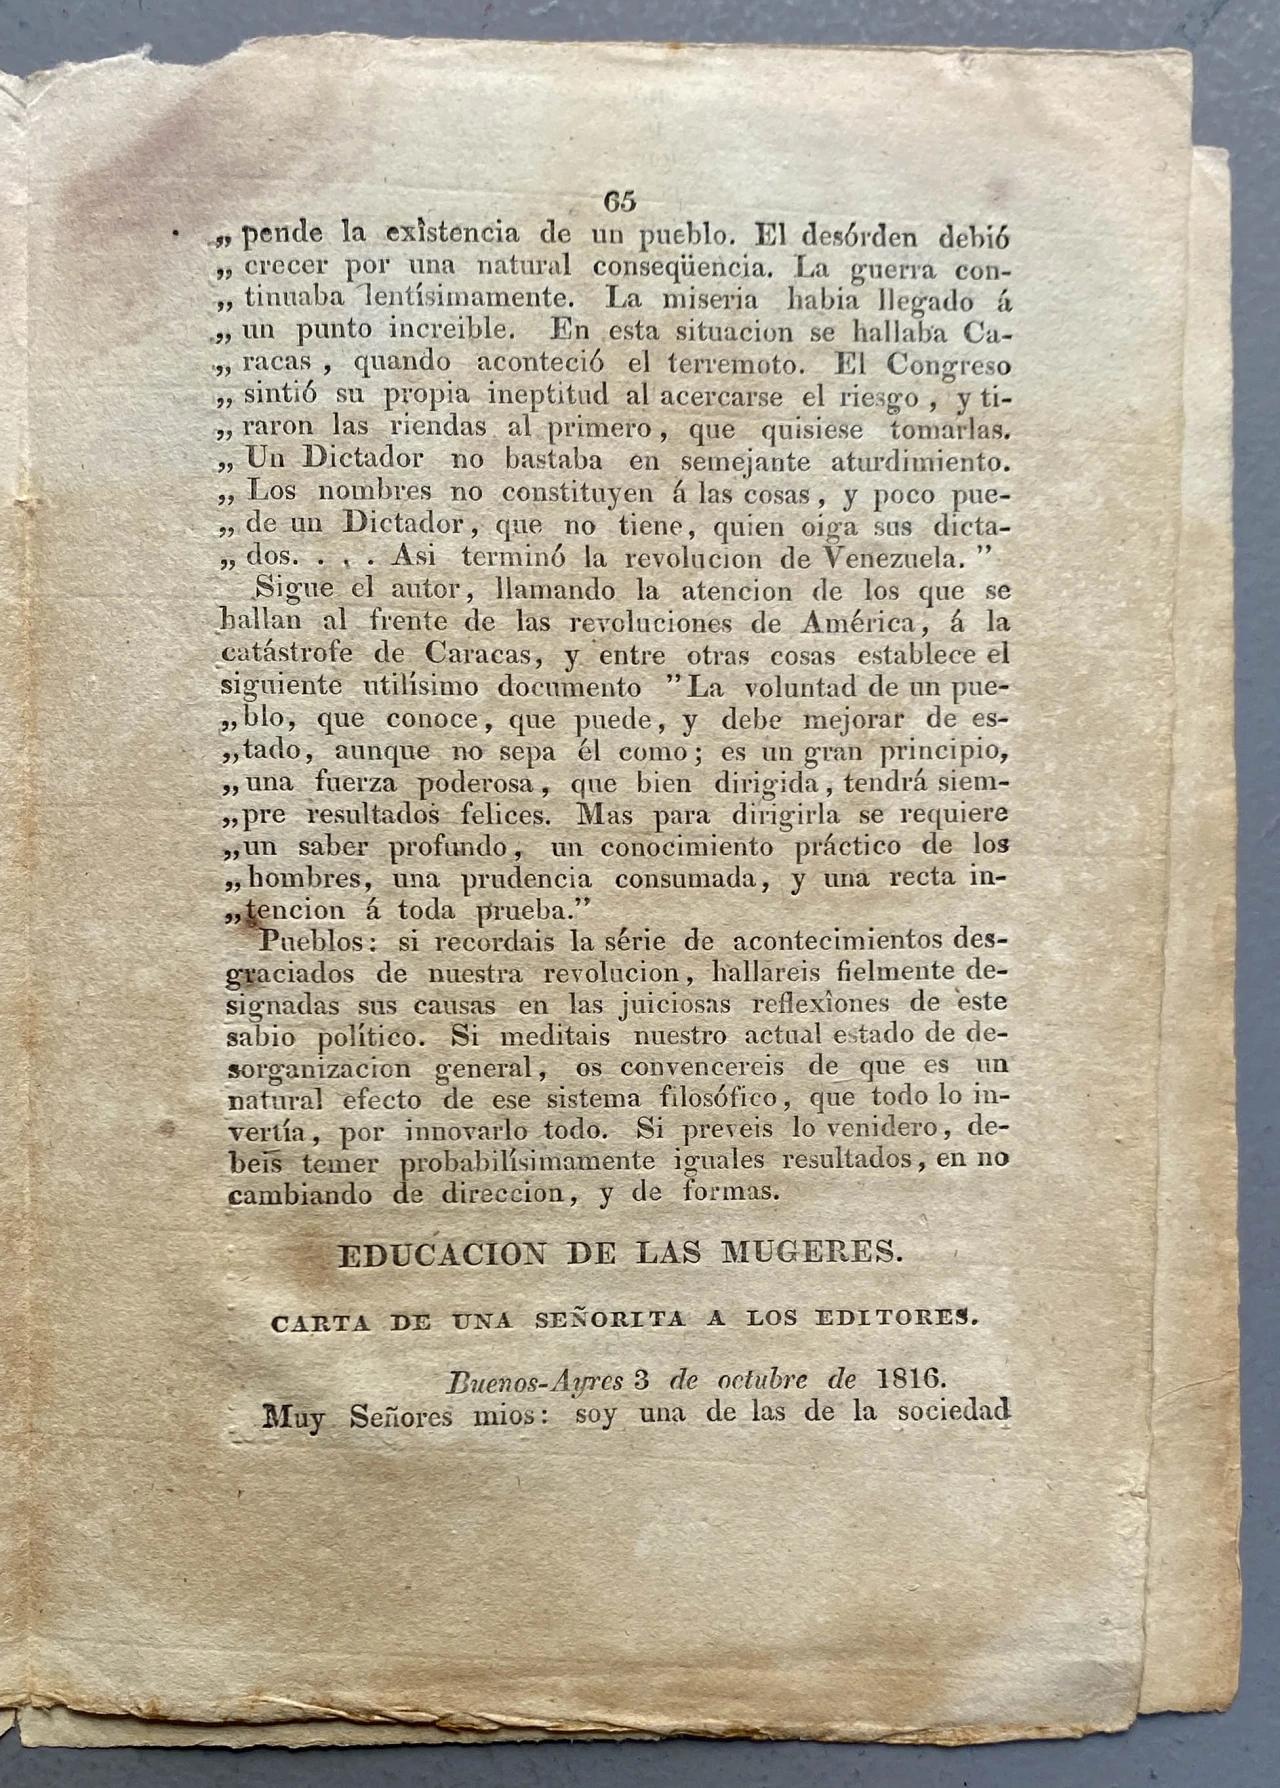 65
„ pende la exîstencia de un pueblo. El desórden debió
„ crecer por una natural conseqüencia. La guerra con-
„ tinuaba lentísimamente. La miseria habia llegado á
„ un punto increible. En esta situacion se hallaba Ca-
„ racas , quando aconteció el terremoto. El Congreso
„ sintió su propia ineptitud al acercarse el riesgo , y ti-
„ raron las riendas al primero , que quisiese tomarlas.
„ Un Dictador no bastaba en semejante aturdimiento.
„ Los nombres no constituyen á las cosas , y poco pue-
„ de un Dictador , que no tiene, quien oiga sus dicta-
„ dos. . . . Asi terminó la revolucion de Venezuela. ”
Sigue el autor, llamando la atencion de los que se
hallan al frente de las revoluciones de América, á la
catástrofe de Caracas, y entre otras cosas establece el
siguiente utilísimo documento ”La voluntad de un pue-
„blo, que conoce, que puede, y debe mejorar de es-
„tado, aunque no sepa él como; es un gran principio,
„una fuerza poderosa, que bien dirigida, tendrá siem-
„pre resultados felices. Mas para dirigirla se requiere
„un saber profundo, un conocimiento práctico de los
„hombres, una prudencia consumada, y una recta in-
„tencion á toda prueba.”
Pueblos: si recordais la série de acontecimientos des-
graciados de nuestra revolucion, hallareis fielmente de-
signadas sus causas en las juiciosas reflexîones de este
sabio político. Si meditais nuestro actual estado de de-
sorganizacion general, os convencereis de que es un
natural efecto de ese sistema filosófico, que todo lo in-
vertía, por innovarlo todo. Si preveis lo venidero, de-
beis temer probabilísimamente iguales resultados, en no
cambiando de direccion, y de formas.
EDUCACION DE LAS MUGERES.
CARTA DE UNA SEÑORITA A LOS EDITORES.
Buenos-Ayres 3 de octubre de 1816.
Muy Señores mios: soy una de las de la sociedad